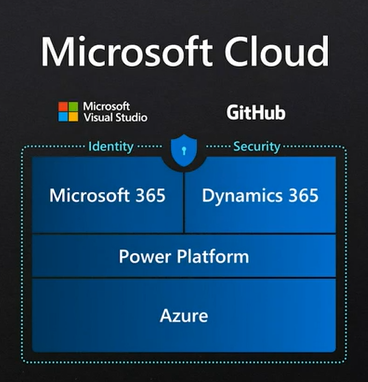 Microsoft Cloud
Microsoft
Visual Studio
GitHub
Identity
Security
Microsoft 365
Dynamics 365
Power Platform
Azure